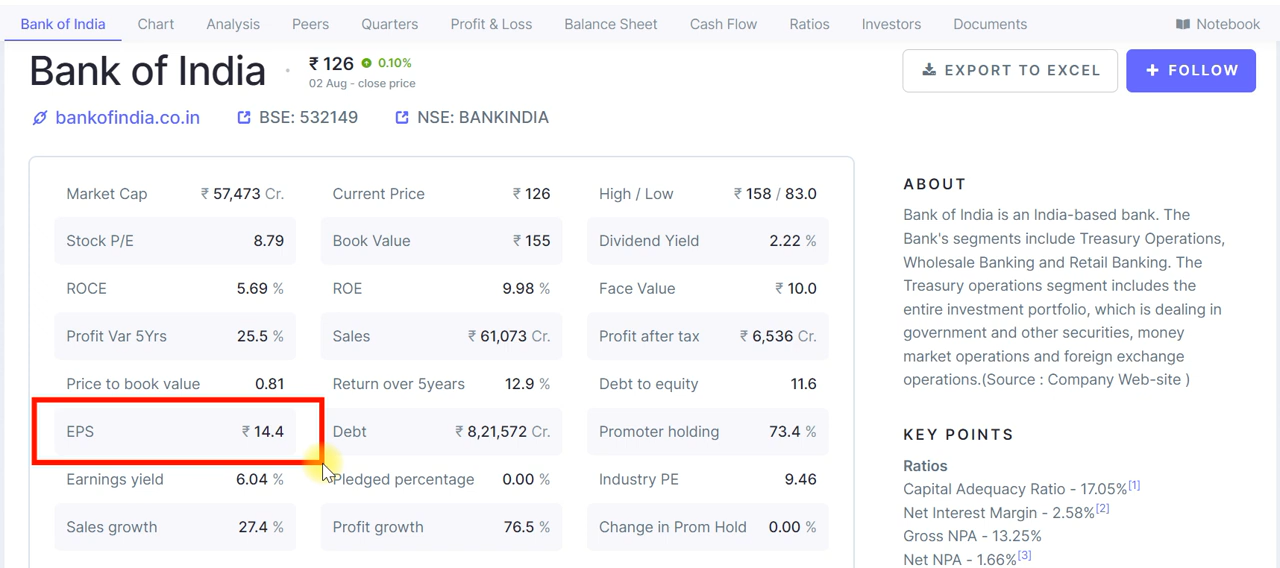 Bank of India Chart Analysis Peers Quarters Profit & Loss Balance Sheet Cash Flow Ratios Investors Documents Notebook
Bank of India · ₹ 126 0.10%
02 Aug - close price
EXPORT TO EXCEL + FOLLOW
bankofindia.co.in BSE: 532149 NSE: BANKINDIA
Market Cap ₹ 57,473 Cr. Current Price ₹ 126 High / Low ₹ 158 / 83.0
Stock P/E 8.79 Book Value ₹ 155 Dividend Yield 2.22 %
ROCE 5.69 % ROE 9.98 % Face Value ₹ 10.0
Profit Var 5Yrs 25.5 % Sales ₹ 61,073 Cr. Profit after tax ₹ 6,536 Cr.
Price to book value 0.81 Return over 5years 12.9 % Debt to equity 11.6
EPS ₹ 14.4 Debt ₹ 8,21,572 Cr. Promoter holding 73.4 %
Earnings yield 6.04 % Pledged percentage 0.00 % Industry PE 9.46
Sales growth 27.4 % Profit growth 76.5 % Change in Prom Hold 0.00 %
ABOUT
Bank of India is an India-based bank. The
Bank's segments include Treasury Operations,
Wholesale Banking and Retail Banking. The
Treasury operations segment includes the
entire investment portfolio, which is dealing in
government and other securities, money
market operations and foreign exchange
operations.(Source : Company Web-site )
KEY POINTS
Ratios
Capital Adequacy Ratio - 17.05%[1]
Net Interest Margin - 2.58%[2]
Gross NPA - 13.25%
Net NPA - 1.66%[3]